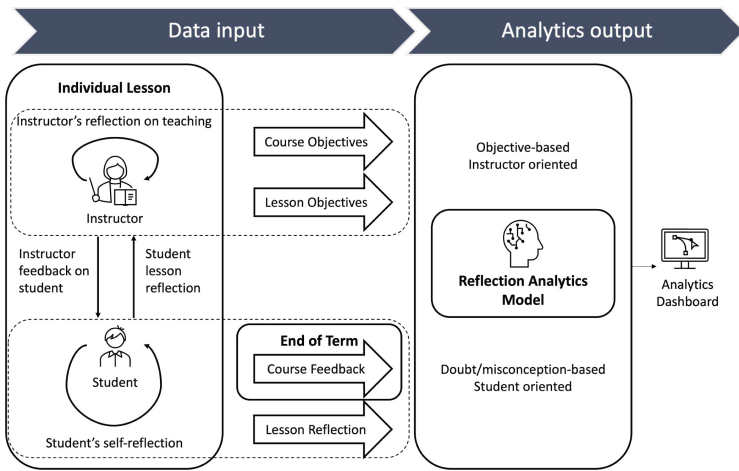 Data input
Analytics output
Individual Lesson
Instructor's reflection on teaching
Instructor
Course Objectives
Lesson Objectives
Instructor
feedback on
student
Student
lesson
reflection
Student
Student's self-reflection
End of Term
Course Feedback
Lesson Reflection
Objective-based
Instructor oriented
Reflection Analytics
Model
Doubt/misconception-based
Student oriented
Analytics
Dashboard